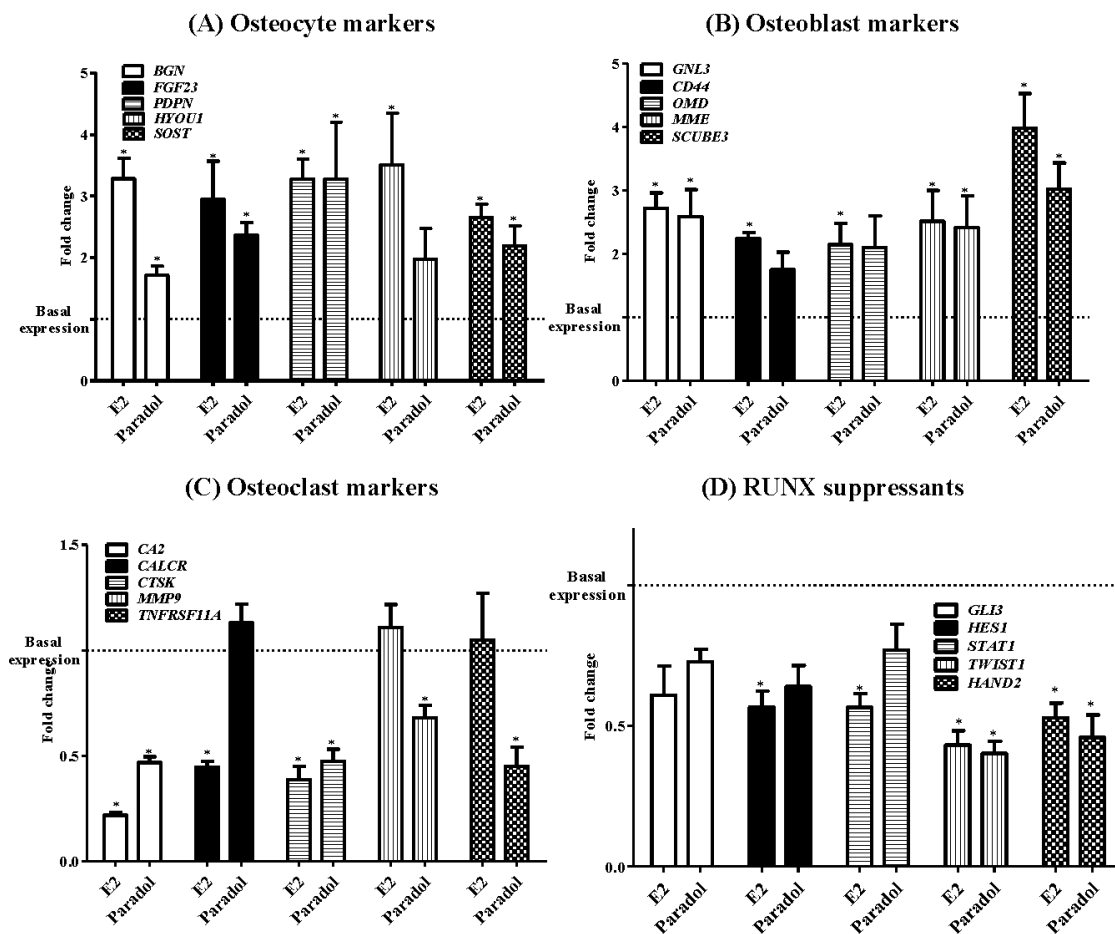 (A) Osteocyte markers
BGN
FGF23
PDPN
HYOU1
SOST
5
4
3
2
0
Fold change
Basal
expression
* * * * * * * * *
E2
Paradol
E2
Paradol
E2
Paradol
E2
Paradol
E2
Paradol
(B) Osteoblast markers
GNL3
CD44
OMD
MME
SCUBE3
5
4
3
2
0
Fold change
Basal
expression
* * * * * * * *
E2
Paradol
E2
Paradol
E2
Paradol
E2
Paradol
E2
Paradol
(C) Osteoclast markers
CA2
CALCR
CTSK
MMP9
TNFRSF11A
1.5
0.5
0.0
Basal
expression
Fold change
* * * * * * *
E2
Paradol
E2
Paradol
E2
Paradol
E2
Paradol
E2
Paradol
(D) RUNX suppressants
Basal
expression
GLI3
HES1
STAT1
TWIST1
HAND2
0.5
0.0
Fold change
* * * * * *
E2
Paradol
E2
Paradol
E2
Paradol
E2
Paradol
E2
Paradol